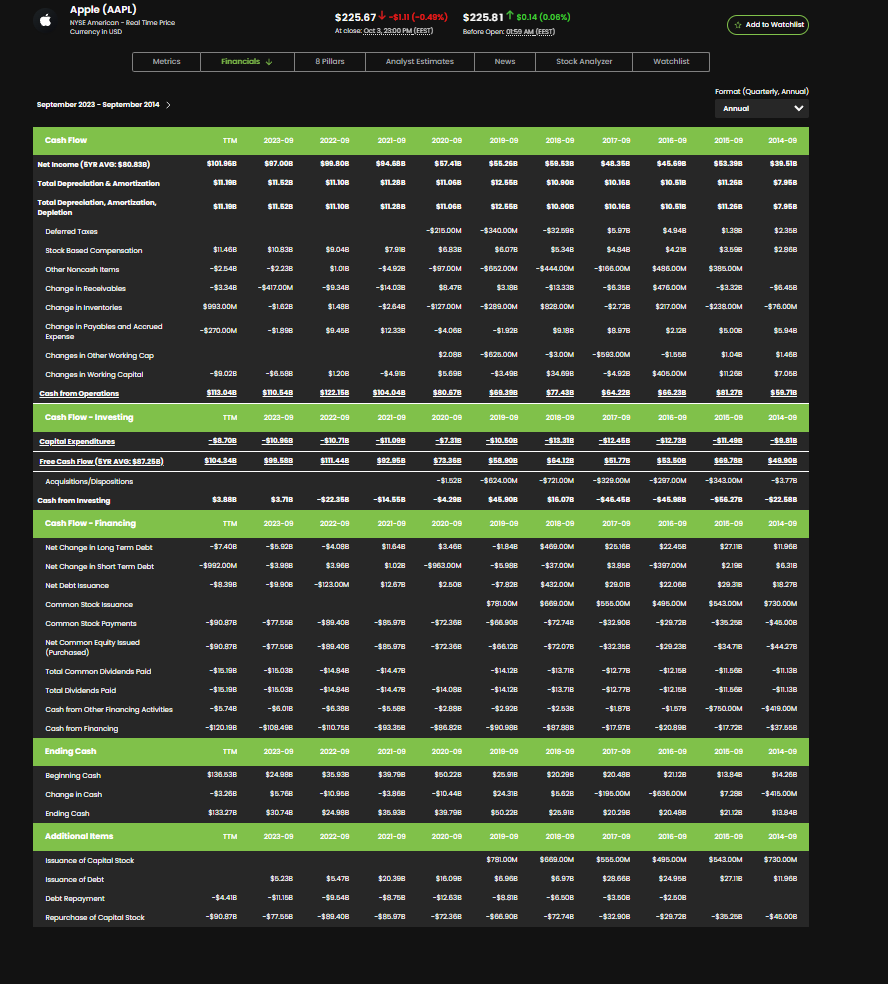 Apple (AAPL)
NYSE American - Real Time Price
Currency in USD
$225.67 -$1.11 (-0.49%)
At close: Oct 3, 23:00 PM (EEST)
$225.81 $0.14 (0.06%)
Before Open: 01:59 AM (EEST)
Add to Watchlist
Metrics Financials 8 Pillars Analyst Estimates News Stock Analyzer Watchlist
Format (Quarterly, Annual)
September 2023 - September 2014
Annual
Cash Flow TTM 2023-09 2022-09 2021-09 2020-09 2019-09 2018-09 2017-09 2016-09 2015-09 2014-09
Net Income (5YR AVG: $80.83B) $101.96B $97.00B $99.80B $94.68B $57.41B $55.26B $59.53B $48.35B $45.69B $53.39B $39.51B
Total Depreciation & Amortization $11.19B $11.52B $11.10B $11.28B $11.06B $12.55B $10.90B $10.16B $10.51B $11.26B $7.95B
Total Depreciation, Amortization, Depletion $11.19B $11.52B $11.10B $11.28B $11.06B $12.55B $10.90B $10.16B $10.51B $11.26B $7.95B
Deferred Taxes -$215.00M -$340.00M -$32.59B $5.97B $4.94B $1.38B $2.35B
Stock Based Compensation $11.46B $10.83B $9.04B $7.91B $6.83B $6.07B $5.34B $4.84B $4.21B $3.59B $2.86B
Other Noncash Items -$2.54B -$2.23B $1.01B -$4.92B -$97.00M -$652.00M -$444.00M -$166.00M $486.00M $385.00M
Change in Receivables -$3.34B -$417.00M -$9.34B -$14.03B $8.47B $3.18B -$13.33B -$6.35B $476.00M -$3.32B -$6.45B
Change in Inventories $993.00M -$1.62B $1.48B -$2.64B -$127.00M -$289.00M $828.00M -$2.72B $217.00M -$238.00M -$76.00M
Change in Payables and Accrued Expense -$270.00M -$1.89B $9.45B $12.33B -$4.06B -$1.92B $9.18B $8.97B $2.12B $5.00B $5.94B
Changes in Other Working Cap $2.08B -$625.00M -$3.00M -$593.00M -$1.55B $1.04B $1.46B
Changes in Working Capital -$9.02B -$6.58B $1.20B -$4.91B $5.69B -$3.49B $34.69B -$4.92B $405.00M $11.26B $7.05B
Cash from Operations $113.04B $110.54B $122.15B $104.04B $80.67B $69.39B $77.43B $64.22B $66.23B $81.27B $59.71B
Cash Flow - Investing TTM 2023-09 2022-09 2021-09 2020-09 2019-09 2018-09 2017-09 2016-09 2015-09 2014-09
Capital Expenditures -$8.70B -$10.96B -$10.71B -$11.09B -$7.31B -$10.50B -$13.31B -$12.45B -$12.73B -$11.49B -$9.81B
Free Cash Flow (5YR AVG: $87.25B) $104.34B $99.58B $111.44B $92.95B $73.36B $58.90B $64.12B $51.77B $53.50B $69.78B $49.90B
Acquisitions/Dispositions -$1.52B -$624.00M -$721.00M -$329.00M -$297.00M -$343.00M -$3.77B
Cash from Investing $3.88B $3.71B -$22.35B -$14.55B -$4.29B $45.90B $16.07B -$46.45B -$45.98B -$56.27B -$22.58B
Cash Flow - Financing TTM 2023-09 2022-09 2021-09 2020-09 2019-09 2018-09 2017-09 2016-09 2015-09 2014-09
Net Change in Long Term Debt -$7.40B -$5.92B -$4.08B $11.64B $3.46B -$1.84B $469.00M $25.16B $22.45B $27.11B $11.96B
Net Change in Short Term Debt -$992.00M -$3.98B $3.96B $1.02B -$963.00M -$5.98B -$37.00M $3.85B -$397.00M $2.19B $6.31B
Net Debt Issuance -$8.39B -$9.90B -$123.00M $12.67B $2.50B -$7.82B $432.00M $29.01B $22.06B $29.31B $18.27B
Common Stock Issuance $781.00M $669.00M $555.00M $495.00M $543.00M $730.00M
Common Stock Payments -$90.87B -$77.55B -$89.40B -$85.97B -$72.36B -$66.90B -$72.74B -$32.90B -$29.72B -$35.25B -$45.00B
Net Common Equity Issued (Purchased) -$90.87B -$77.55B -$89.40B -$85.97B -$72.36B -$66.12B -$72.07B -$32.35B -$29.23B -$34.71B -$44.27B
Total Common Dividends Paid -$15.19B -$15.03B -$14.84B -$14.47B -$14.12B -$13.71B -$12.77B -$12.15B -$11.56B -$11.13B
Total Dividends Paid -$15.19B -$15.03B -$14.84B -$14.47B -$14.08B -$14.12B -$13.71B -$12.77B -$12.15B -$11.56B -$11.13B
Cash from Other Financing Activities -$5.74B -$6.01B -$6.38B -$5.58B -$2.88B -$2.92B -$2.53B -$1.87B -$1.57B -$750.00M -$419.00M
Cash from Financing -$120.19B -$108.49B -$110.75B -$93.35B -$86.82B -$90.98B -$87.88B -$17.97B -$20.89B -$17.72B -$37.55B
Ending Cash TTM 2023-09 2022-09 2021-09 2020-09 2019-09 2018-09 2017-09 2016-09 2015-09 2014-09
Beginning Cash $136.53B $24.98B $35.93B $39.79B $50.22B $25.91B $20.29B $20.48B $21.12B $13.84B $14.26B
Change in Cash -$3.26B $5.76B -$10.95B -$3.86B -$10.44B $24.31B $5.62B -$195.00M -$636.00M $7.28B -$415.00M
Ending Cash $133.27B $30.74B $24.98B $35.93B $39.79B $50.22B $25.91B $20.29B $20.48B $21.12B $13.84B
Additional Items TTM 2023-09 2022-09 2021-09 2020-09 2019-09 2018-09 2017-09 2016-09 2015-09 2014-09
Issuance of Capital Stock $781.00M $669.00M $555.00M $495.00M $543.00M $730.00M
Issuance of Debt $5.23B $5.47B $20.39B $16.09B $6.96B $6.97B $28.66B $24.95B $27.11B $11.96B
Debt Repayment -$4.41B -$11.15B -$9.54B -$8.75B -$12.63B -$8.81B -$6.50B -$3.50B -$2.50B
Repurchase of Capital Stock -$90.87B -$77.55B -$89.40B -$85.97B -$72.36B -$66.90B -$72.74B -$32.90B -$29.72B -$35.25B -$45.00B